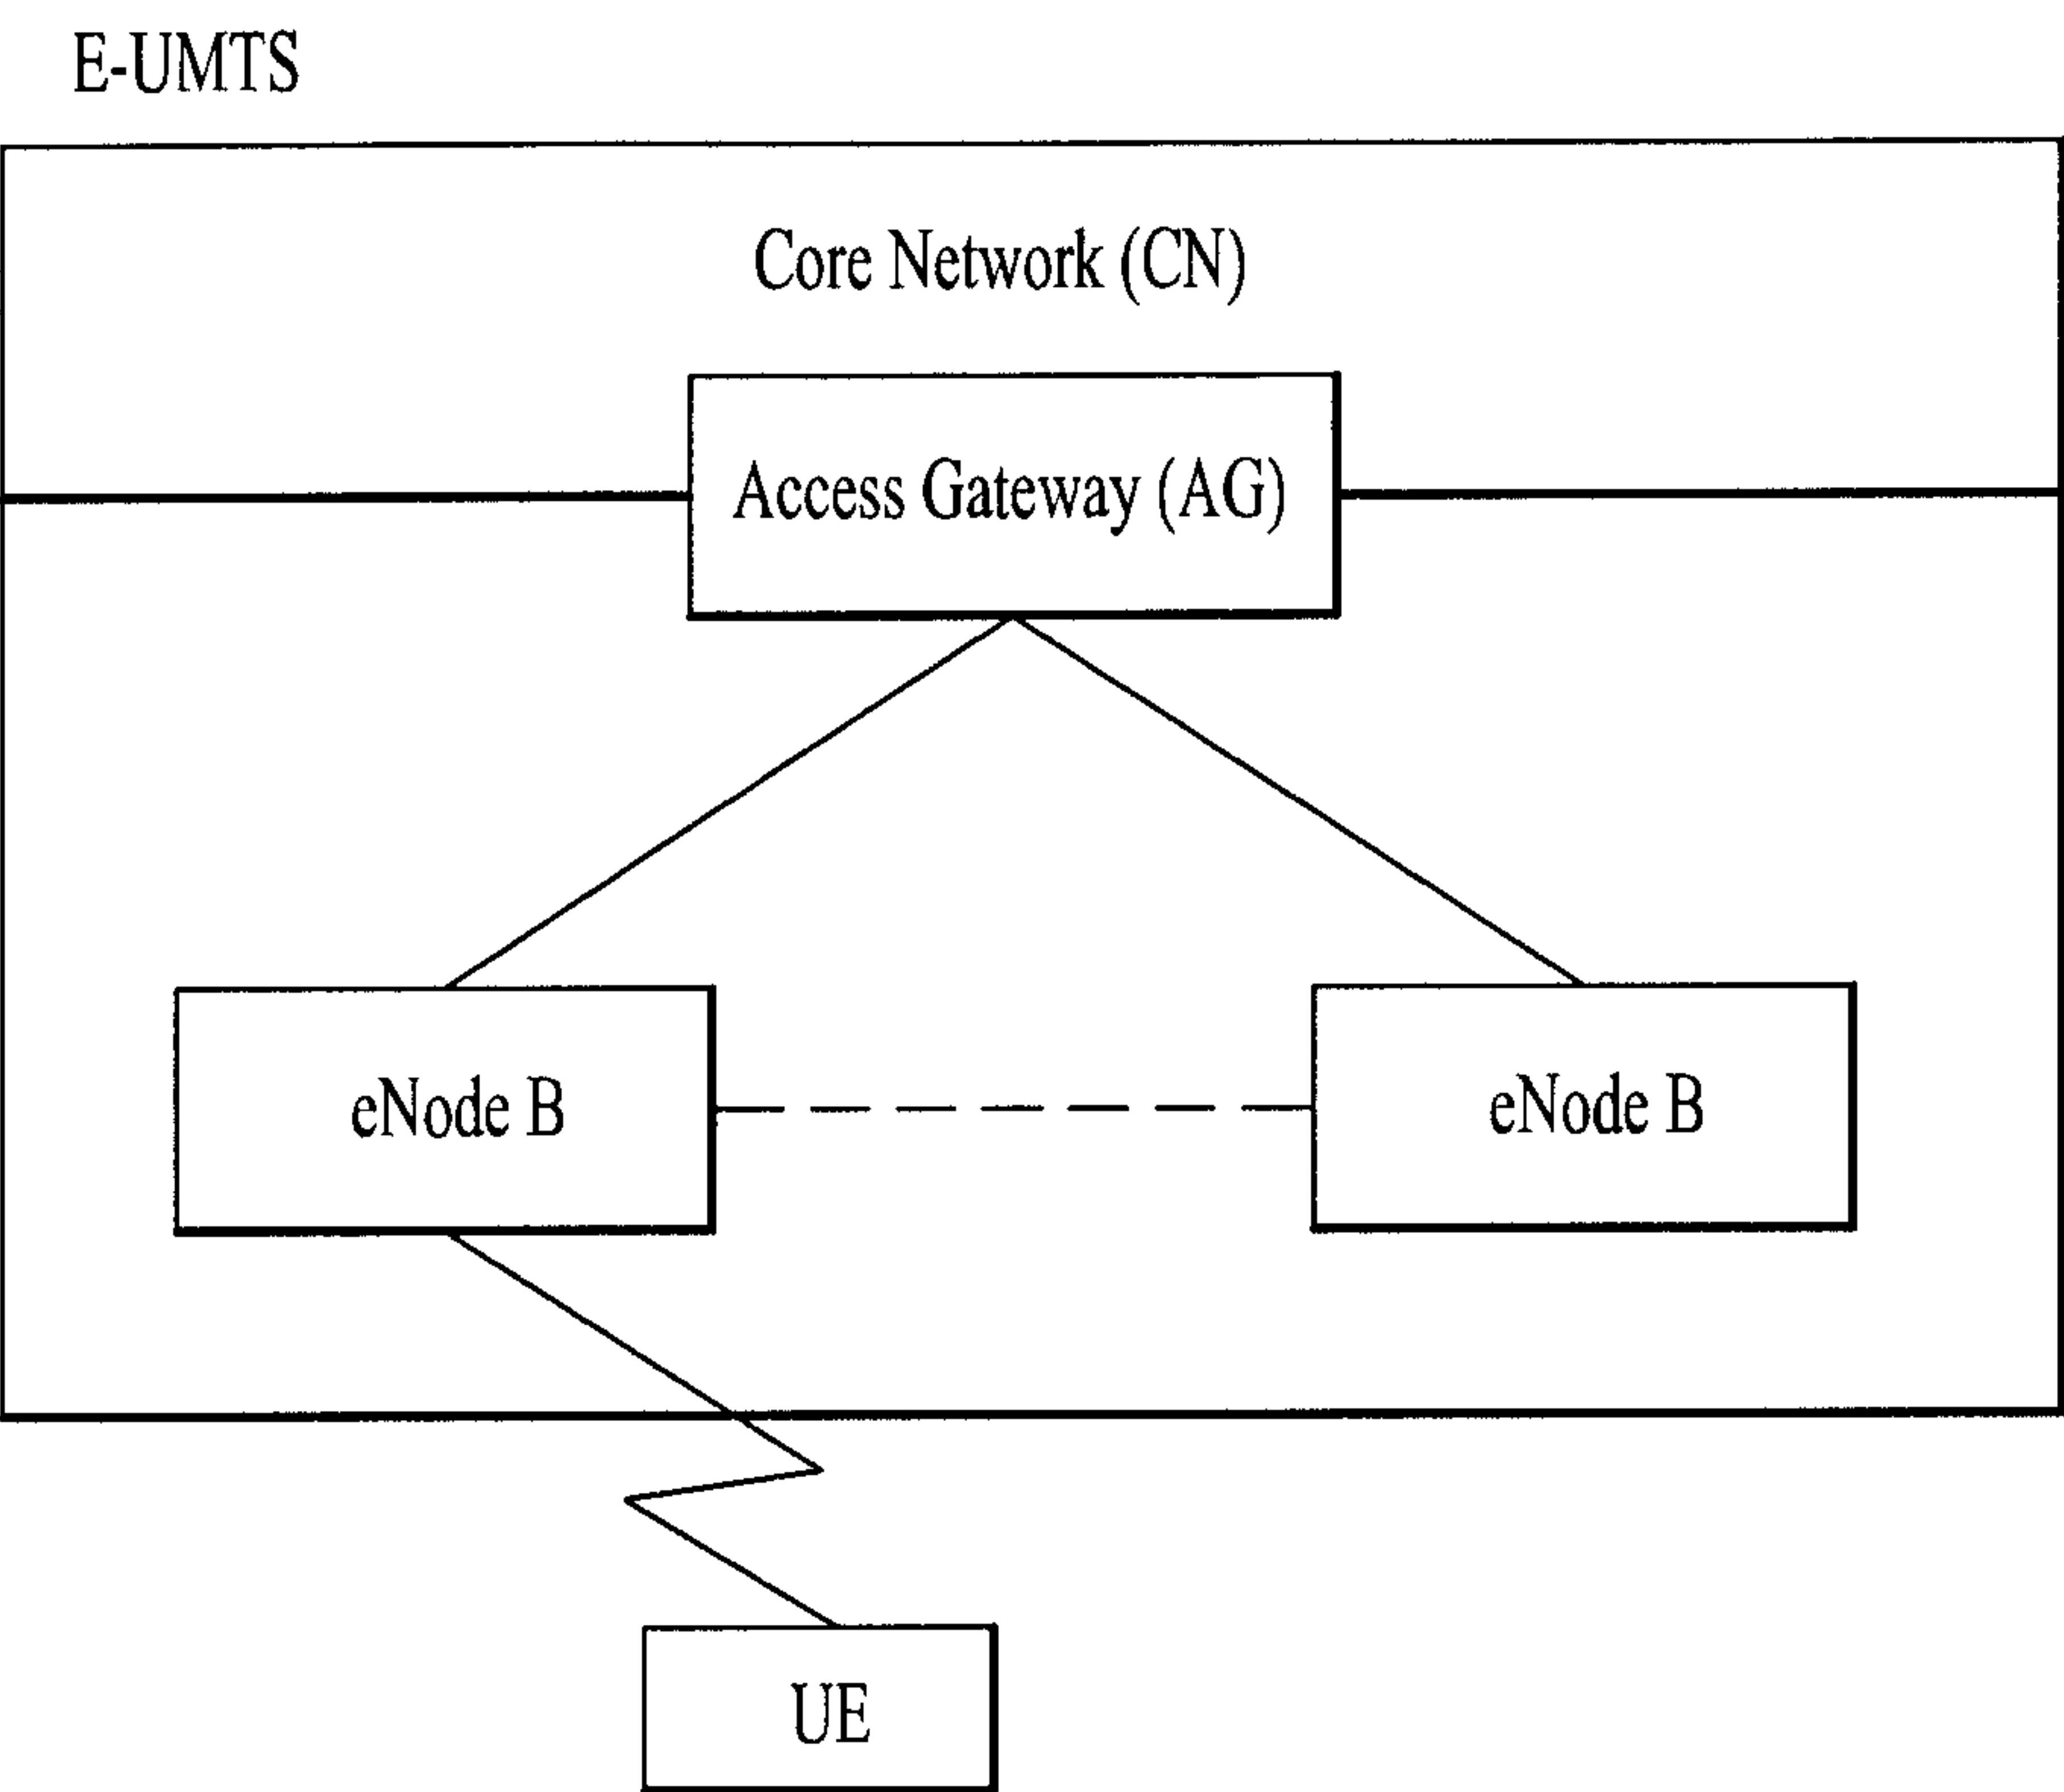 E-UMTS
Core Network (CN)
Access Gateway (AG)
eNode B
eNode B
UE